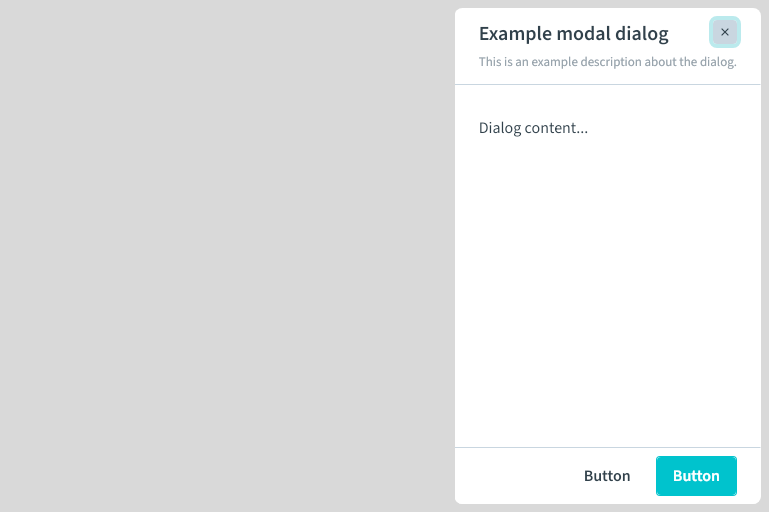 Example modal dialog
This is an example description about the dialog.
Dialog content...
Button
Button